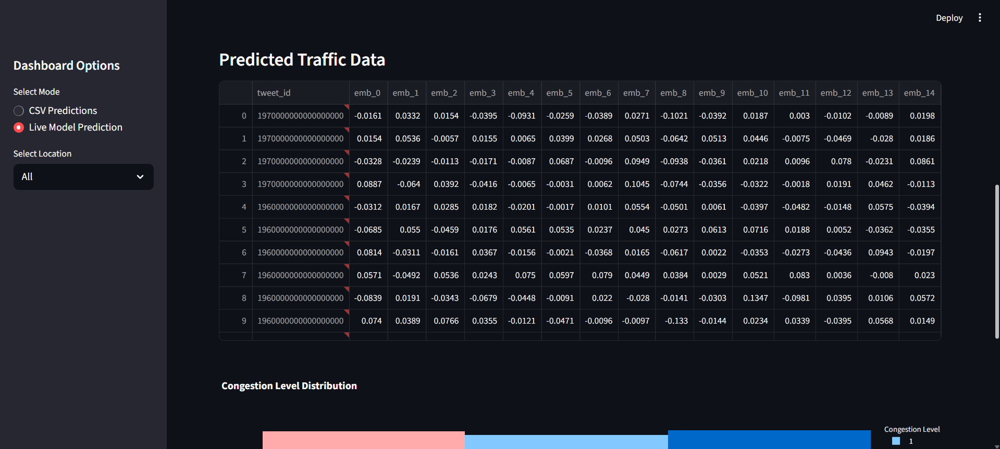 Deploy
Dashboard Options
Select Mode
CSV Predictions
Live Model Prediction
Select Location
All
Predicted Traffic Data
tweet_id emb_0 emb_1 emb_2 emb_3 emb_4 emb_5 emb_6 emb_7 emb_8 emb_9 emb_10 emb_11 emb_12 emb_13 emb_14
0 1970000000000000000 -0.0161 0.0332 0.0154 -0.0395 -0.0931 -0.0259 -0.0389 0.0271 -0.1021 -0.0392 0.0187 0.003 -0.0102 -0.0089 0.0198
1 1970000000000000000 0.0154 0.0536 -0.0057 0.0155 0.0065 0.0399 0.0268 0.0503 -0.0642 0.0513 0.0446 -0.0075 -0.0469 -0.028 0.0186
2 1970000000000000000 -0.0328 -0.0239 -0.0113 -0.0171 -0.0087 0.0687 -0.0096 0.0949 -0.0938 -0.0361 0.0218 0.0096 0.078 -0.0231 0.0861
3 1970000000000000000 0.0887 -0.064 0.0392 -0.0416 -0.0065 -0.0031 0.0062 0.1045 -0.0744 -0.0356 -0.0322 -0.0018 0.0191 0.0462 -0.0113
4 1960000000000000000 -0.0312 0.0167 0.0285 0.0182 -0.0201 -0.0017 0.0101 0.0554 -0.0501 0.0061 -0.0397 -0.0482 -0.0148 0.0575 -0.0394
5 1960000000000000000 -0.0685 0.055 -0.0459 0.0176 0.0561 0.0535 0.0237 0.045 0.0273 0.0613 0.0716 0.0188 0.0052 -0.0362 -0.0355
6 1960000000000000000 0.0814 -0.0311 -0.0161 0.0367 -0.0156 -0.0021 -0.0368 0.0165 -0.0617 0.0022 -0.0353 -0.0273 -0.0436 0.0943 -0.0197
7 1960000000000000000 0.0571 -0.0492 0.0536 0.0243 0.075 0.0597 0.079 0.0449 0.0384 0.0029 0.0521 0.083 0.0036 -0.008 0.023
8 1960000000000000000 -0.0839 0.0191 -0.0343 -0.0679 -0.0448 -0.0091 0.022 -0.028 -0.0141 -0.0303 0.1347 -0.0981 0.0395 0.0106 0.0572
9 1960000000000000000 0.074 0.0389 0.0766 0.0355 -0.0121 -0.0471 -0.0096 -0.0097 -0.133 -0.0144 0.0234 0.0339 -0.0395 0.0568 0.0149
Congestion Level Distribution
Congestion Level
1